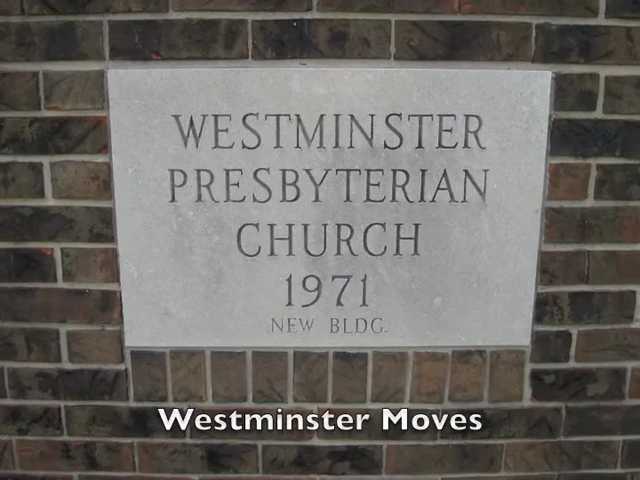 WESTMINSTER
PRESBYTERIAN
CHURCH
1971
NEW BLDG.
Westminster Moves